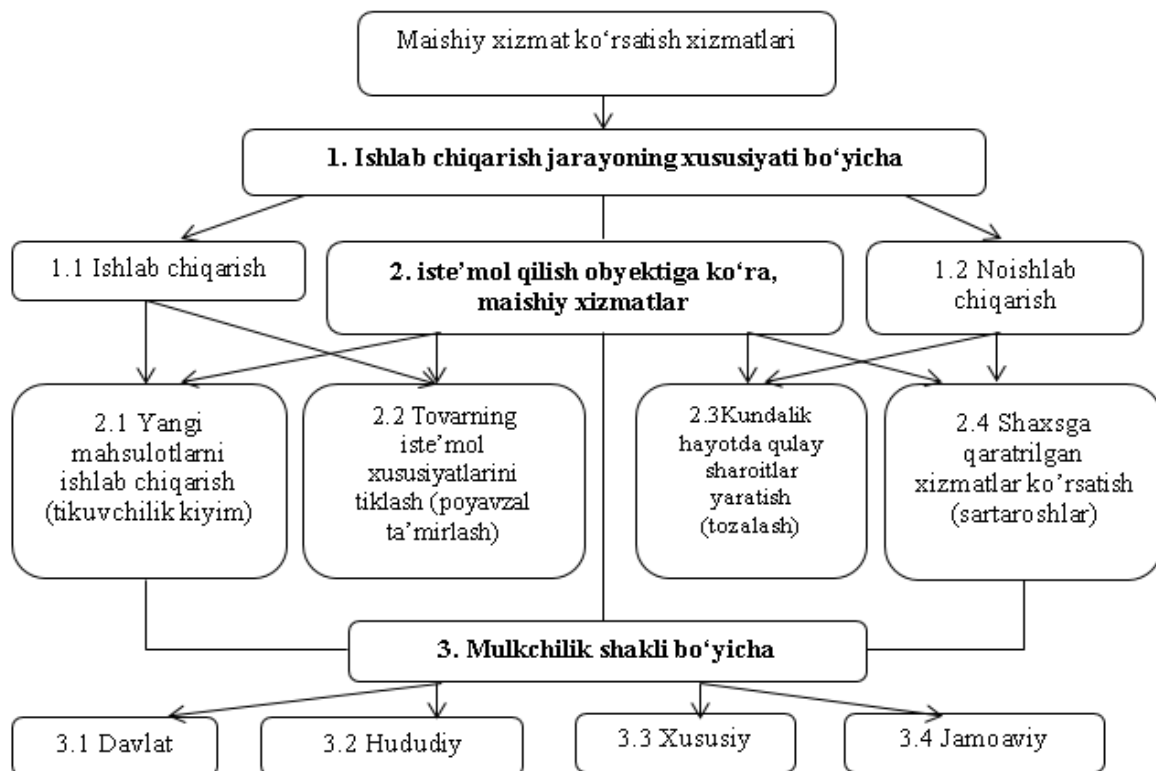 Maishiy xizmat ko‘rsatish xizmatlari
1. Ishlab chiqarish jarayoning xususiyati bo‘yicha
1.1 Ishlab chiqarish
2. iste’mol qilish obyektiga ko‘ra,
maishiy xizmatlar
1.2 Noishlab
chiqarish
2.1 Yangi
mahsulotlarni
ishlab chiqarish
(tikuvchilik kiyim)
2.2 Tovarning
iste’mol
xususiyatlarini
tiklash (poyavzal
ta’mirlash)
2.3Kundalik
hayotda qulay
sharoitlar
yaratish
(tozalash)
2.4 Shaxsga
qaratrilgan
xizmatlar ko’rsatish
(sartaroshlar)
3. Mulkchilik shakli bo‘yicha
3.1 Davlat
3.2 Hududiy
3.3 Xususiy
3.4 Jamoaviy